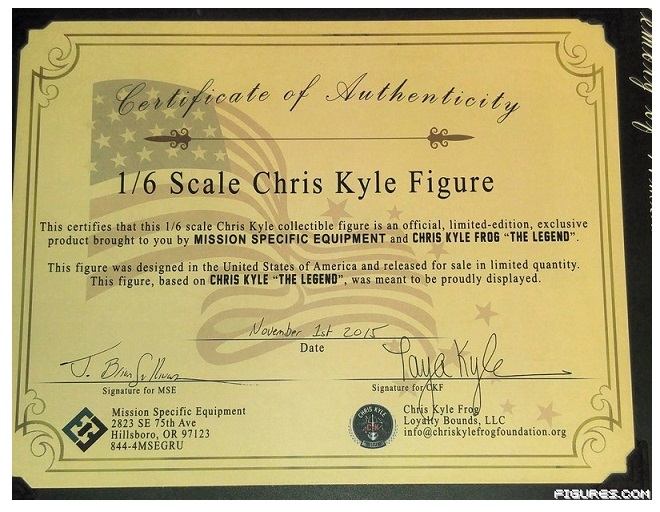 Certificate of Authenticity
1/6 Scale Chris Kyle Figure
This certifies that this 1/6 scale Chris Kyle collectible figure is an official, limited-edition, exclusive
product brought to you by MISSION SPECIFIC EQUIPMENT and CHRIS KYLE FROG "THE LEGEND".
This figure was designed in the United States of America and released for sale in limited quantity.
This figure, based on CHRIS KYLE "THE LEGEND", was meant to be proudly displayed.
November 1st 2015
Date
J. Brian Sullivan
Signature for MSE
Taya Kyle
Signature for CKF
Mission Specific Equipment
2823 SE 75th Ave
Hillsboro, OR 97123
844-4MSEGRU
CHRIS KYLE
Chris Kyle Frog
Loyalty Bounds, LLC
info@chriskylefrogfoundation.org
FIGURES.COM